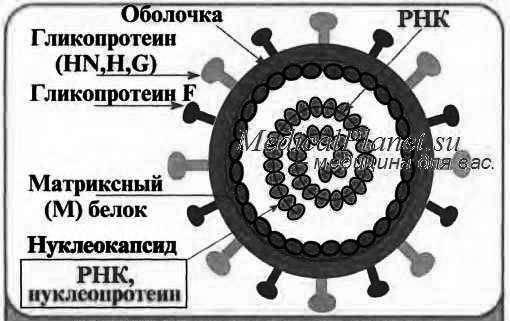 Оболочка
РНК
Гликопротеин
(HN,H,G)
Гликопротеин F
MedicalPlanet.su
медицина для вас.
Матриксный
(М) белок
Нуклеокапсид
РНК,
нуклеопротеин